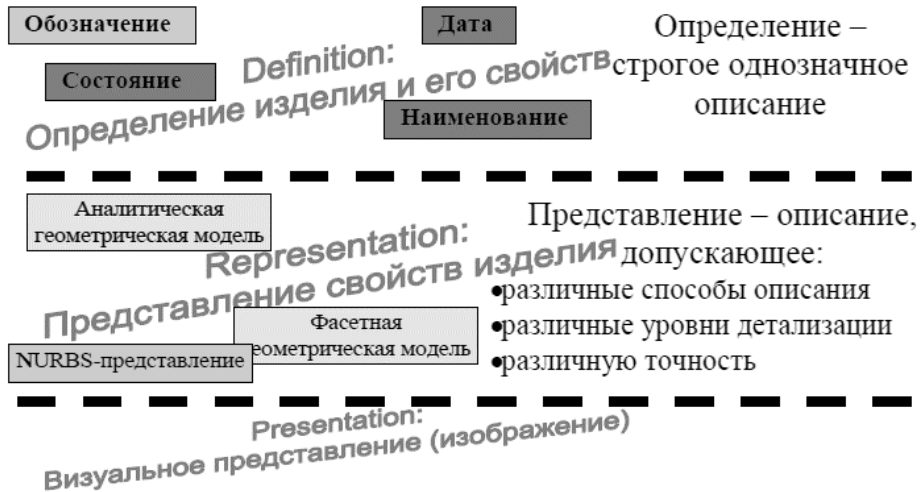 Обозначение
Дата
Состояние
Наименование
Definition:
Определение изделия и его свойств
Определение –
строгое однозначное
описание
Аналитическая
геометрическая модель
Representation:
Представление свойств изделия
Фасетная
геометрическая модель
NURBS-представление
Представление – описание,
допускающее:
•различные способы описания
•различные уровни детализации
•различную точность
Presentation:
Визуальное представление (изображение)